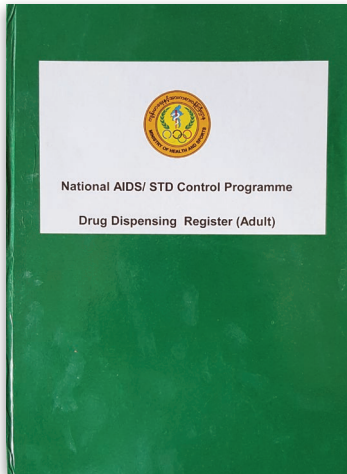 MINISTRY OF HEALTH AND SPORTS
National AIDS/ STD Control Programme
Drug Dispensing Register (Adult)